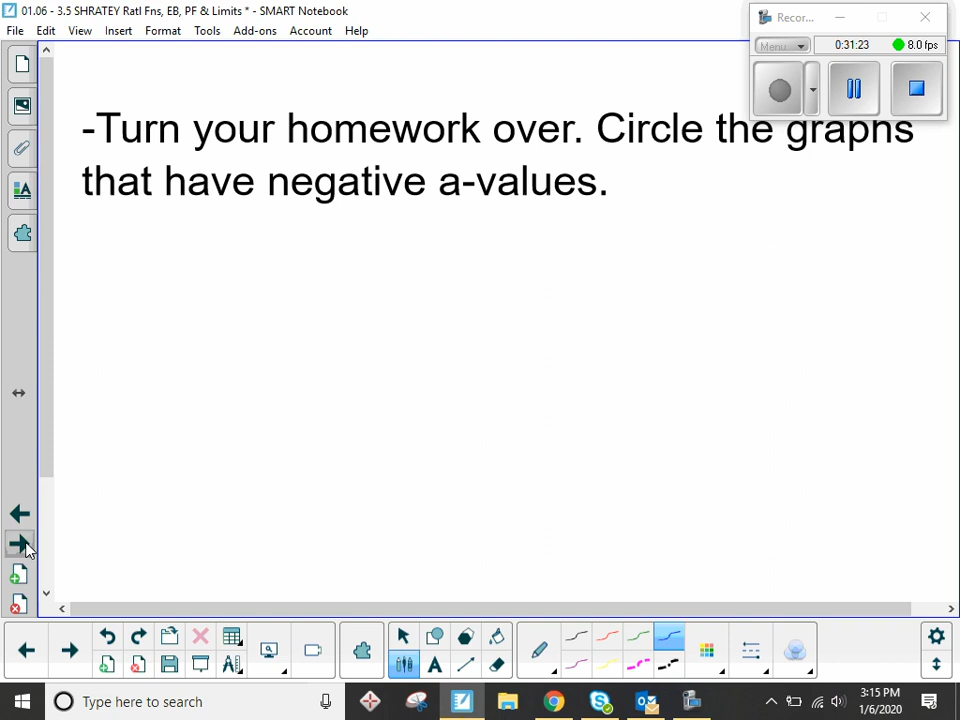 01.06 - 3.5 SHRATEY Ratl Fns, EB, PF & Limits * - SMART Notebook
File Edit View Insert Format Tools Add-ons Account Help
Recor...
Menu 0:31:23 8.0 fps
-Turn your homework over. Circle the graphs
that have negative a-values.
Type here to search
3:15 PM
1/6/2020